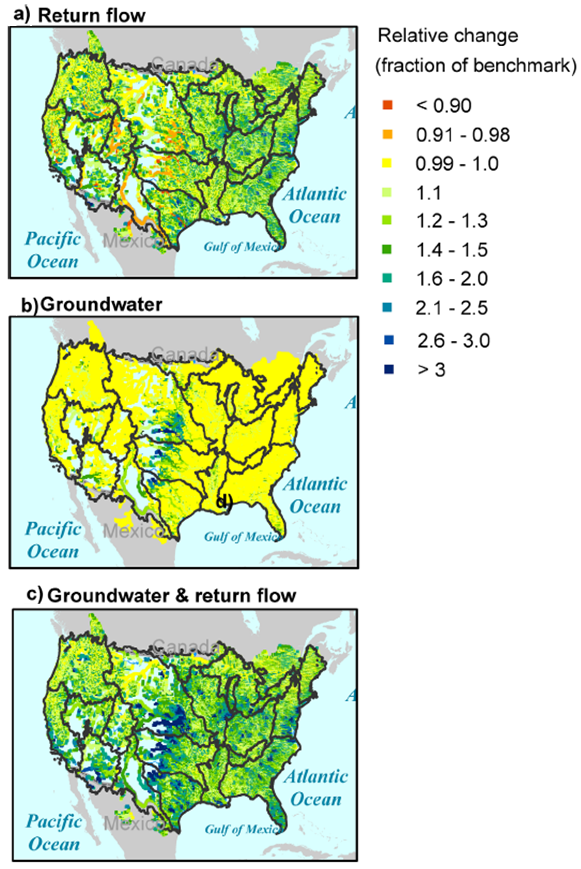 a) Return flow
Canada
A
Atlantic
Ocean
Pacific
Ocean
Mexico
Gulf of Mexic
Relative change
(fraction of benchmark)
< 0.90
0.91 - 0.98
0.99 - 1.0
1.1
1.2 - 1.3
1.4 - 1.5
1.6 - 2.0
2.1 - 2.5
2.6 - 3.0
> 3
b) Groundwater
Canada
A
d)
Atlantic
Ocean
Pacific
Ocean
Mexico
Gulf of Mexic
c) Groundwater & return flow
Canada
A
Atlantic
Ocean
Pacific
Ocean
Mexico
Gulf of Mexic